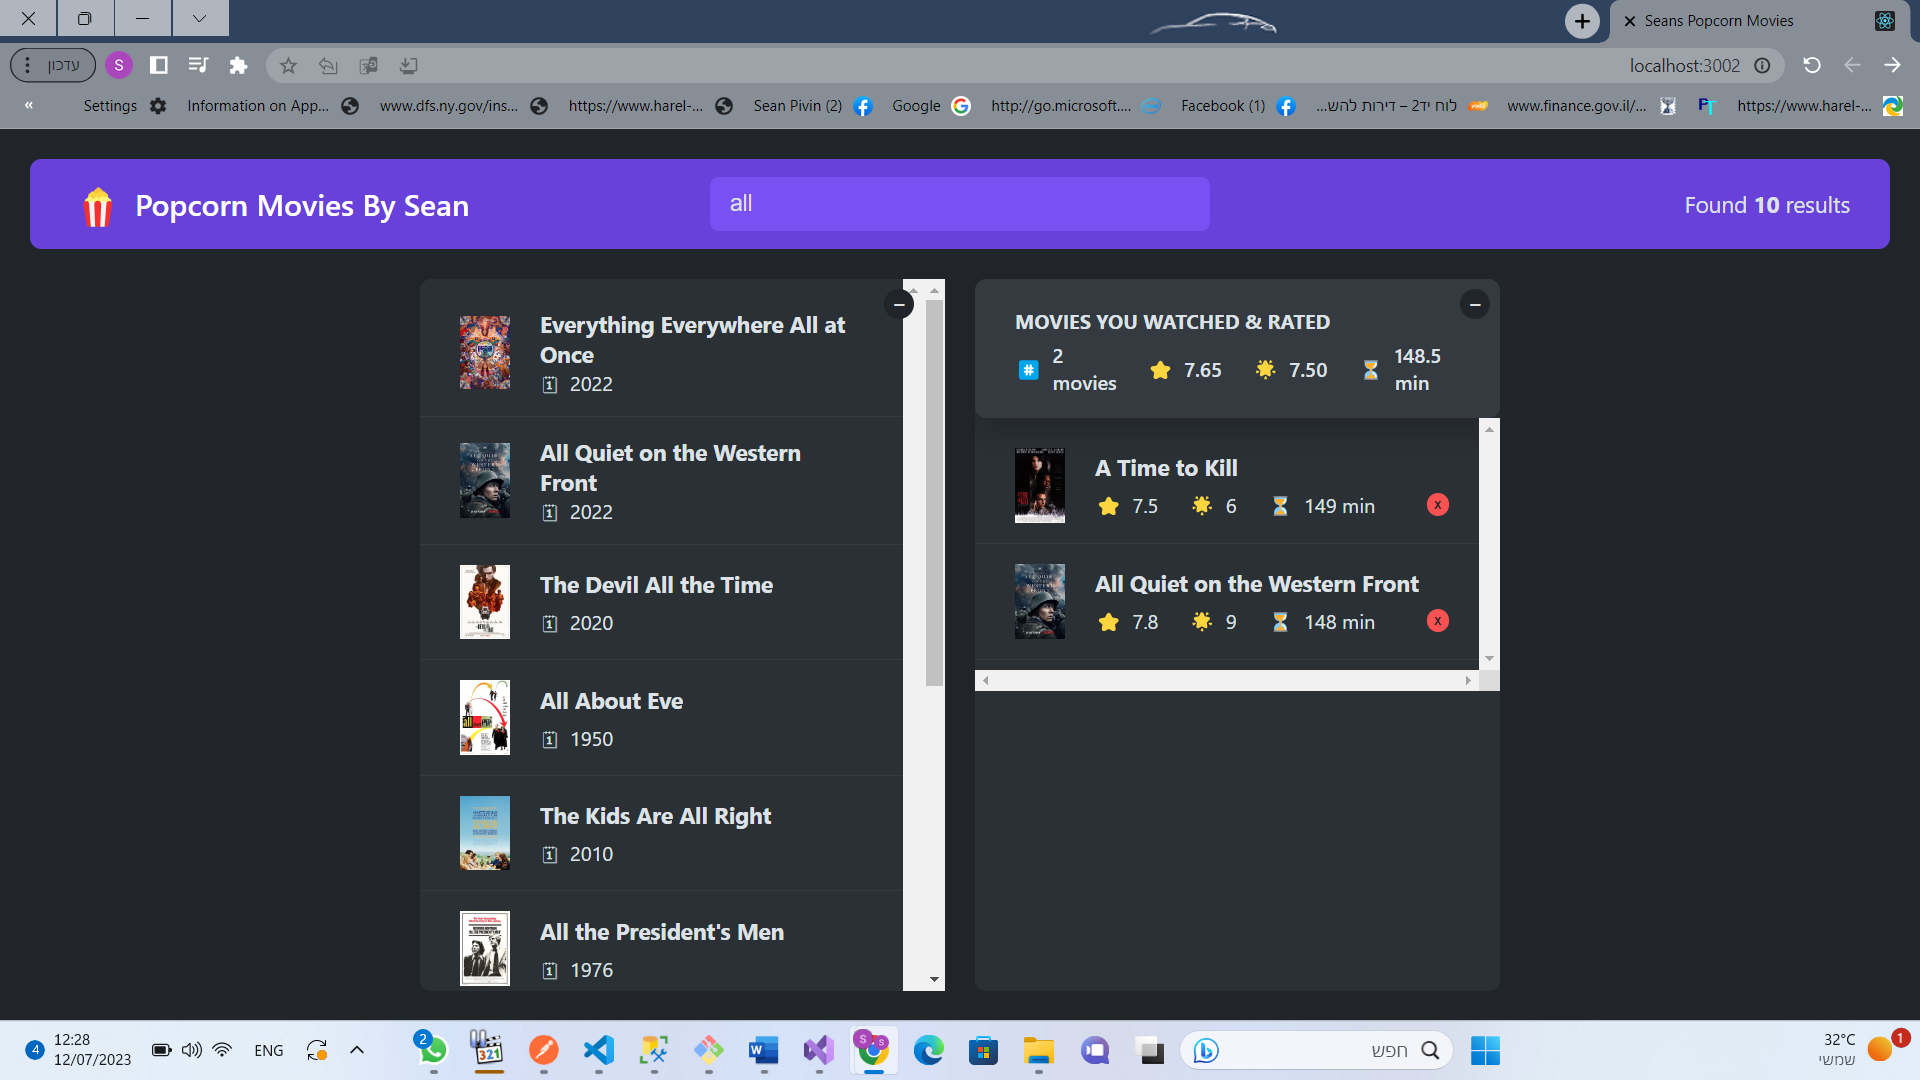 Seans Popcorn Movies
עדכון
S
localhost:3002
«
Settings
Information on App...
www.dfs.ny.gov/ins...
https://www.harel-...
Sean Pivin (2)
Google
http://go.microsoft....
Facebook (1)
לוח יד2 – דירות להש...
www.finance.gov.il/...
https://www.harel-...
Popcorn Movies By Sean
all
Found 10 results
Everything Everywhere All at
Once
2022
All Quiet on the Western
Front
2022
The Devil All the Time
2020
All About Eve
1950
The Kids Are All Right
2010
All the President's Men
1976
MOVIES YOU WATCHED & RATED
2
movies
7.65
7.50
148.5
min
A Time to Kill
7.5
6
149 min
X
All Quiet on the Western Front
7.8
9
148 min
X
4
12:28
12/07/2023
ENG
2
321
S
S
חפש
32°C
שמשי
1